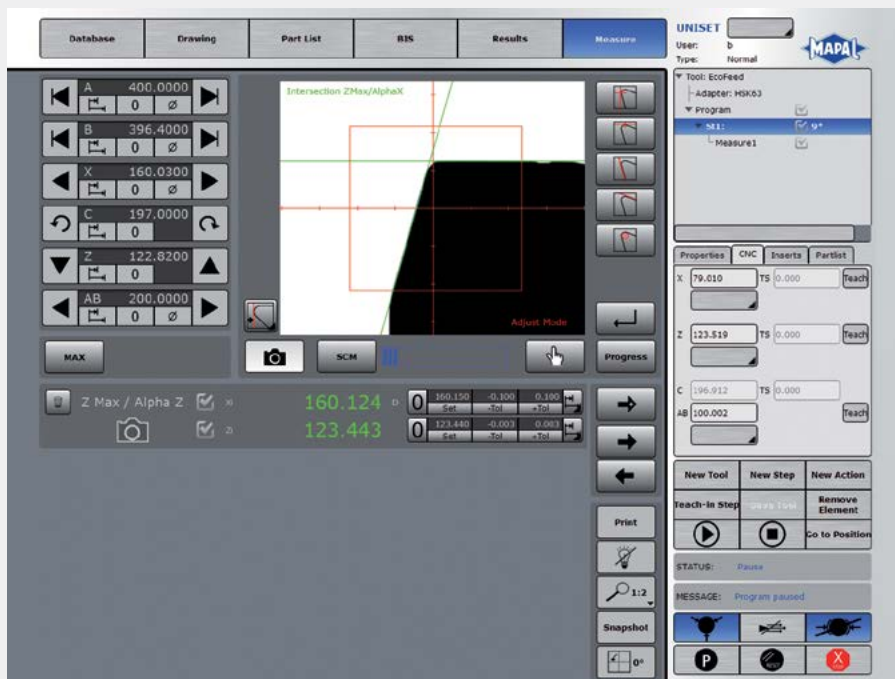 Database Drawing Part List BIS Results Measure
UNISET
User: b
Type: Normal
MAPAL
A 400.0000
0 Ø
B 396.4000
0 Ø
X 160.0300
0 Ø
C 197.0000
0
Z 122.8200
0
AB 200.0000
0 Ø
MAX
Intersection ZMax/AlphaX
Adjust Mode
SCM
Progress
Z Max / Alpha Z
160.124 D 0 160.150 -0.100 0.100
Set -Tol +Tol
123.443 0 123.440 -0.003 0.003
Set -Tol +Tol
Print
1:2
Snapshot
0°
Tool: EcoFeed
Adapter: HSK63
Program
St1: 9°
Measure1
Properties CNC Inserts Partlist
X 79.010 TS 0.000 Teach
Z 123.519 TS 0.000 Teach
C 196.912 TS 0.000
AB 100.002 Teach
New Tool New Step New Action
Teach-in Step Save Tool Remove Element
Go to Position
STATUS: Pause
MESSAGE: Program paused
P RESET X